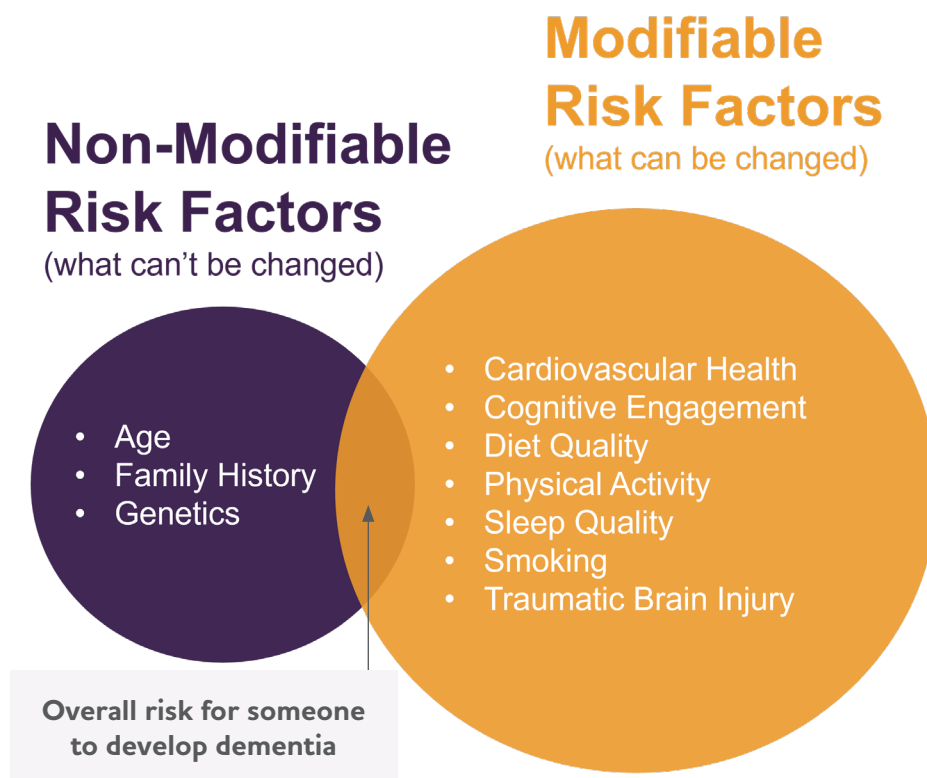 Modifiable
Risk Factors
(what can be changed)
Non-Modifiable
Risk Factors
(what can’t be changed)
• Age
• Family History
• Genetics
• Cardiovascular Health
• Cognitive Engagement
• Diet Quality
• Physical Activity
• Sleep Quality
• Smoking
• Traumatic Brain Injury
Overall risk for someone
to develop dementia